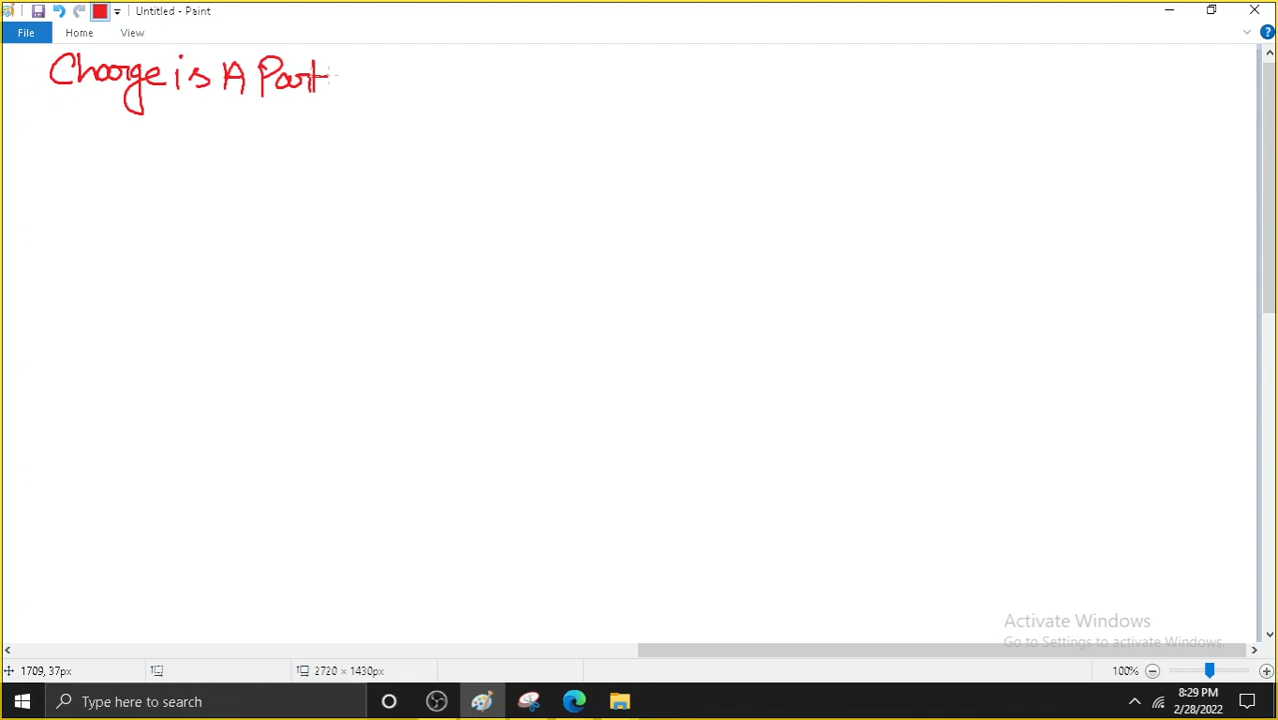 Untitled - Paint
File Home View
Charge is A Part
Activate Windows
Go to Settings to activate Windows.
1709, 37px 2720 × 1430px 100%
Type here to search 8:29 PM
2/28/2022